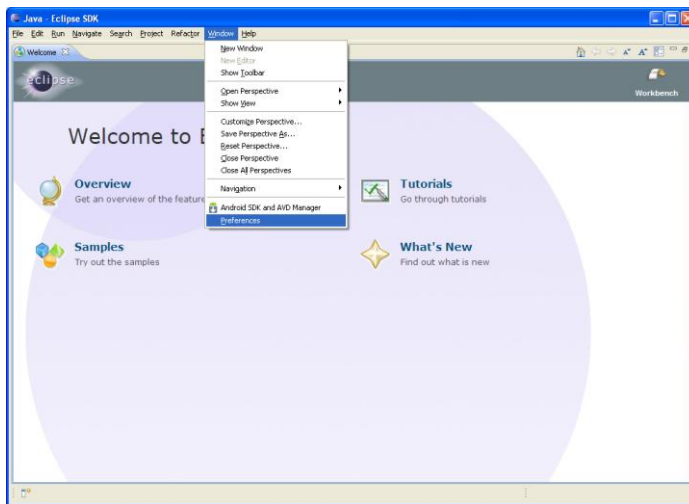 Java - Eclipse SDK
File Edit Run Navigate Search Project Refactor Window Help
Welcome
New Window
New Editor
Show Toolbar
Open Perspective
Show View
Customize Perspective...
Save Perspective As...
Reset Perspective...
Close Perspective
Close All Perspectives
Navigation
Android SDK and AVD Manager
Preferences
eclipse
Workbench
Welcome to E
Overview
Get an overview of the feature
Tutorials
Go through tutorials
Samples
Try out the samples
What's New
Find out what is new